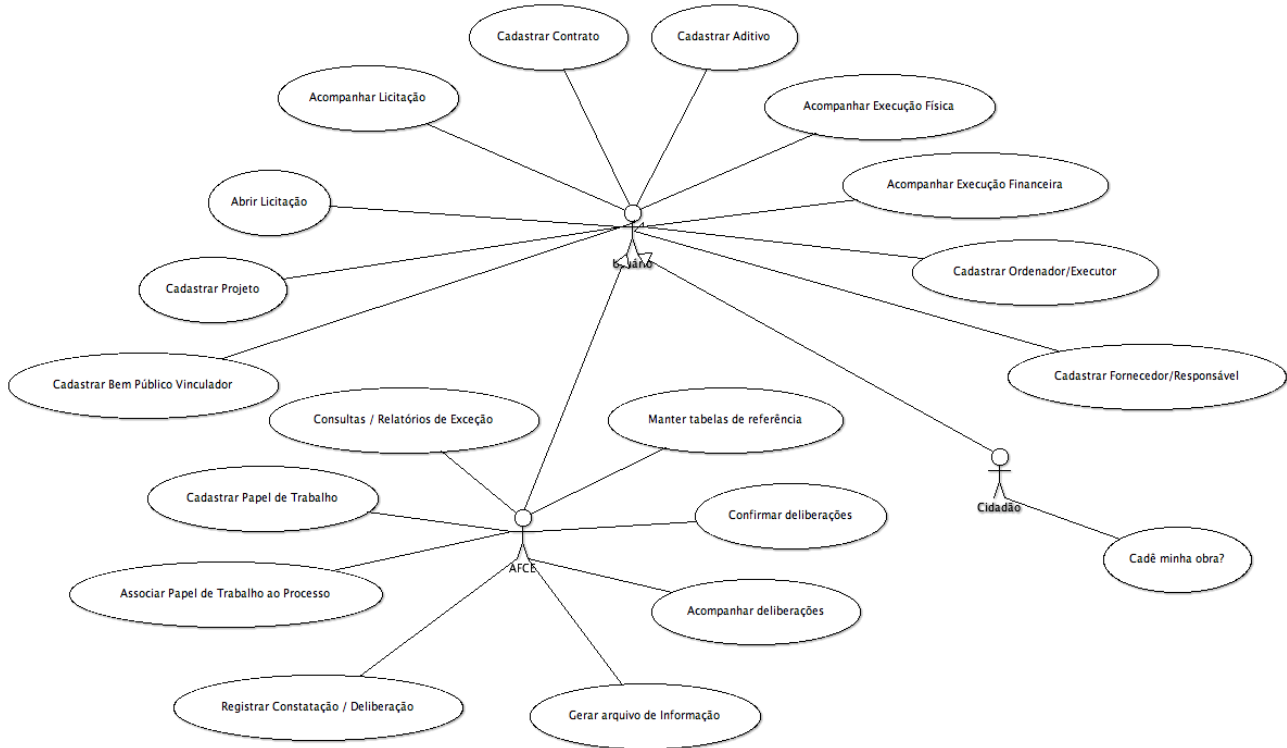 Cadastrar Contrato
Cadastrar Aditivo
Acompanhar Licitação
Acompanhar Execução Física
Acompanhar Execução Financeira
Abrir Licitação
Usuário
Cadastrar Ordenador/Executor
Cadastrar Projeto
Cadastrar Fornecedor/Responsável
Cadastrar Bem Público Vinculador
Consultas / Relatórios de Exceção
Manter tabelas de referência
Cadastrar Papel de Trabalho
Cidadão
Confirmar deliberações
Cadê minha obra?
AFCE
Associar Papel de Trabalho ao Processo
Acompanhar deliberações
Registrar Constatação / Deliberação
Gerar arquivo de Informação